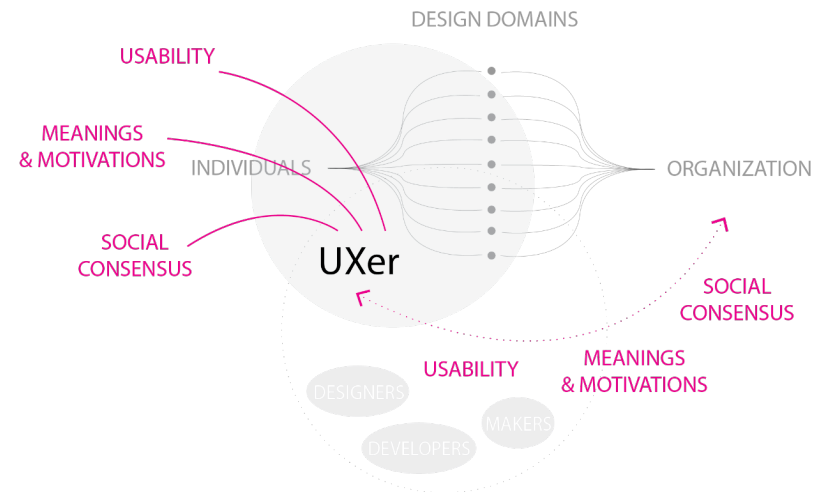 DESIGN DOMAINS
USABILITY
MEANINGS
& MOTIVATIONS
INDIVIDUALS
ORGANIZATION
SOCIAL
CONSENSUS
UXer
SOCIAL
CONSENSUS
USABILITY
MEANINGS
& MOTIVATIONS
DESIGNERS
MAKERS
DEVELOPERS